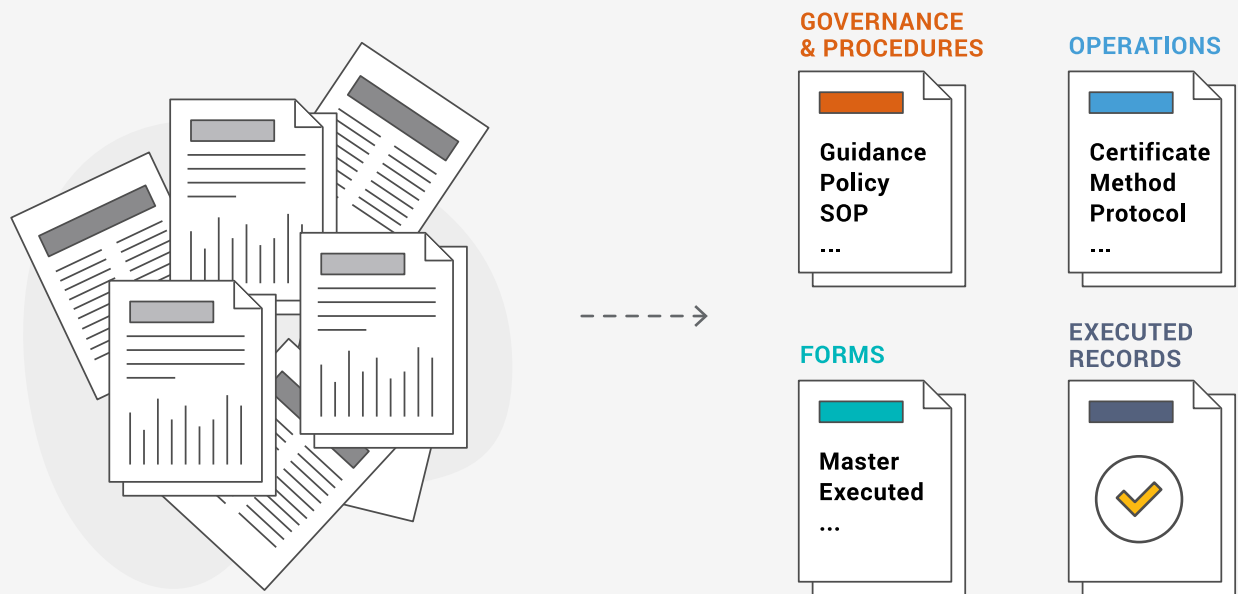 GOVERNANCE
& PROCEDURES
Guidance
Policy
SOP
...
OPERATIONS
Certificate
Method
Protocol
...
FORMS
Master
Executed
...
EXECUTED
RECORDS